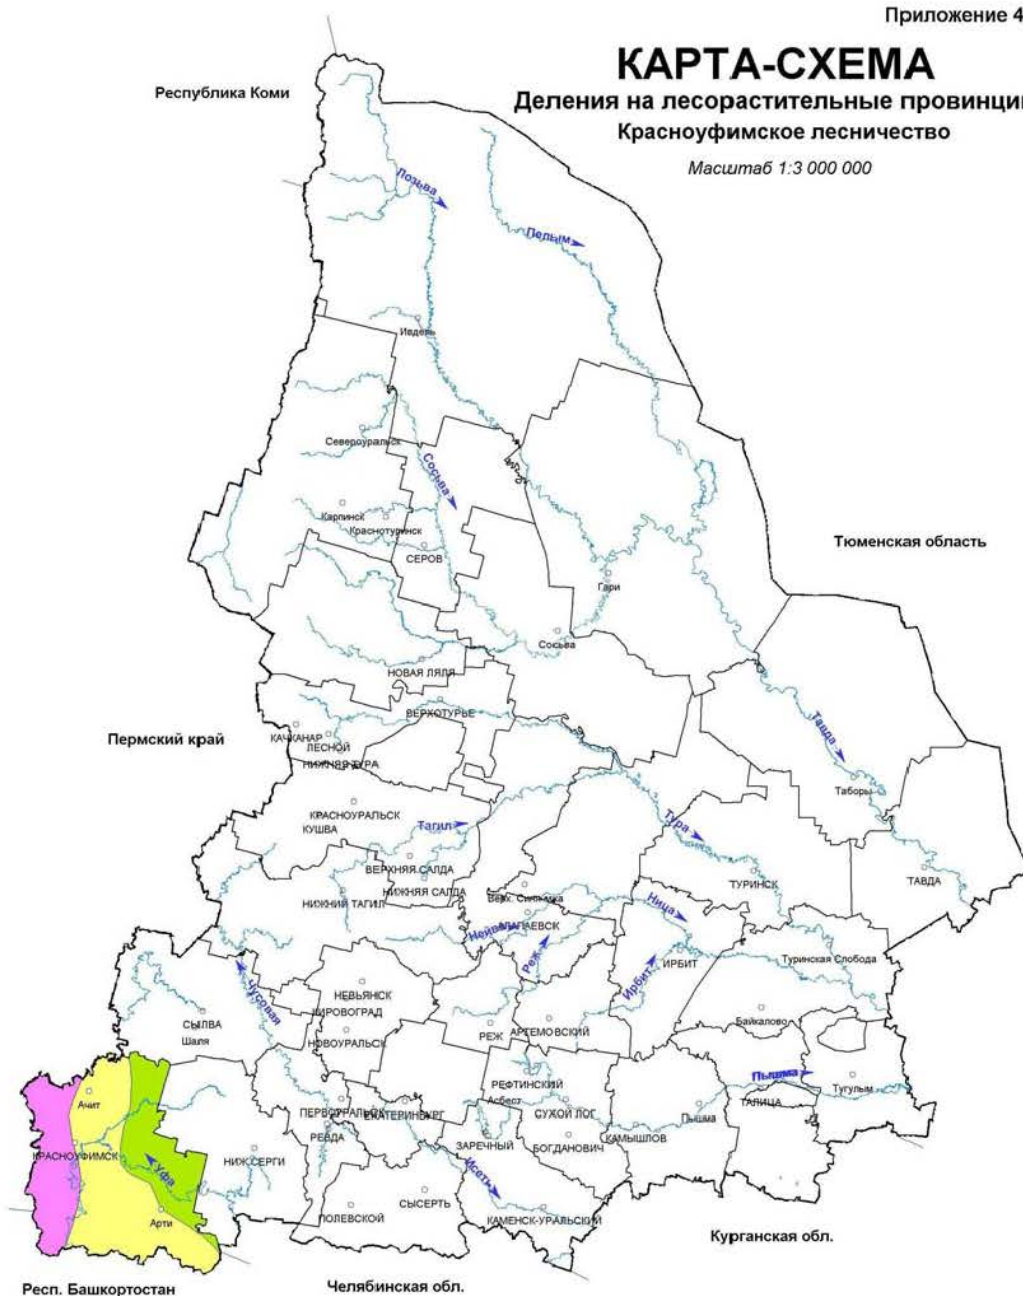 Приложение 4
КАРТА-СХЕМА
Деления на лесорастительные провинции
Красноуфимское лесничество
Масштаб 1:3 000 000
Республика Коми
Лозьва
Пелым
Ивдель
Североуральск
Сосьва
Карпинск
Краснотуринск
СЕРОВ
Тюменская область
Гари
Сосьва
НОВАЯ ЛЯЛЯ
ВЕРХОТУРЬЕ
Пермский край
КАЧКАНАР
ЛЕСНОЙ
НИЖНЯЯ ТУРА
Тавда
Таборы
КРАСНОУРАЛЬСК
КУШВА
Тагил
Тура
ВЕРХНЯЯ САЛДА
НИЖНЯЯ САЛДА
НИЖНИЙ ТАГИЛ
ТУРИНСК
ТАВДА
Верх. Синячиха
Ница
Нейва
АЛАПАЕВСК
Реж
Ирбит
ИРБИТ
Туринская Слобода
Чусовая
НЕВЬЯНСК
КИРОВОГРАД
НОВОУРАЛЬСК
СЫЛВА
Шаля
РЕЖ
АРТЕМОВСКИЙ
Байкалово
Пышма
Тугулым
ТАЛИЦА
РЕФТИНСКИЙ
Асбест
СУХОЙ ЛОГ
Пышма
Ачит
ПЕРВОУРАЛЬСК
ЕКАТЕРИНБУРГ
РЕВДА
ЗАРЕЧНЫЙ
БОГДАНОВИЧ
КАМЫШЛОВ
КРАСНОУФИМСК
Уфа
НИЖ.СЕРГИ
Исеть
СЫСЕРТЬ
ПОЛЕВСКОЙ
КАМЕНСК-УРАЛЬСКИЙ
Арти
Курганская обл.
Респ. Башкортостан
Челябинская обл.